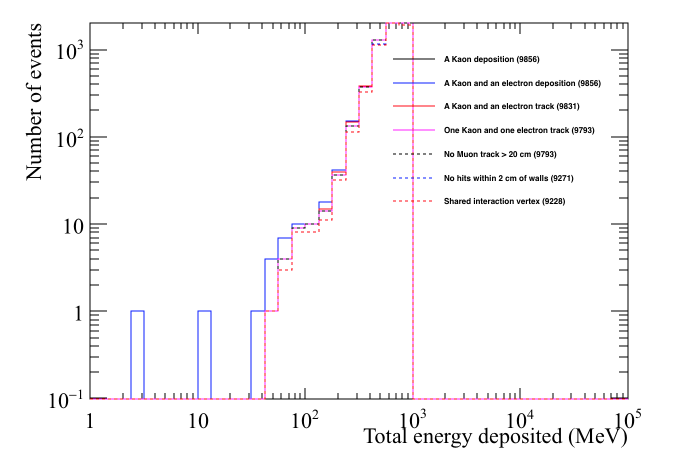 Number of events
10³
10²
10
1
10⁻¹
A Kaon deposition (9856)
A Kaon and an electron deposition (9856)
A Kaon and an electron track (9831)
One Kaon and one electron track (9793)
No Muon track > 20 cm (9793)
No hits within 2 cm of walls (9271)
Shared interaction vertex (9228)
1 10 10² 10³ 10⁴ 10⁵
Total energy deposited (MeV)